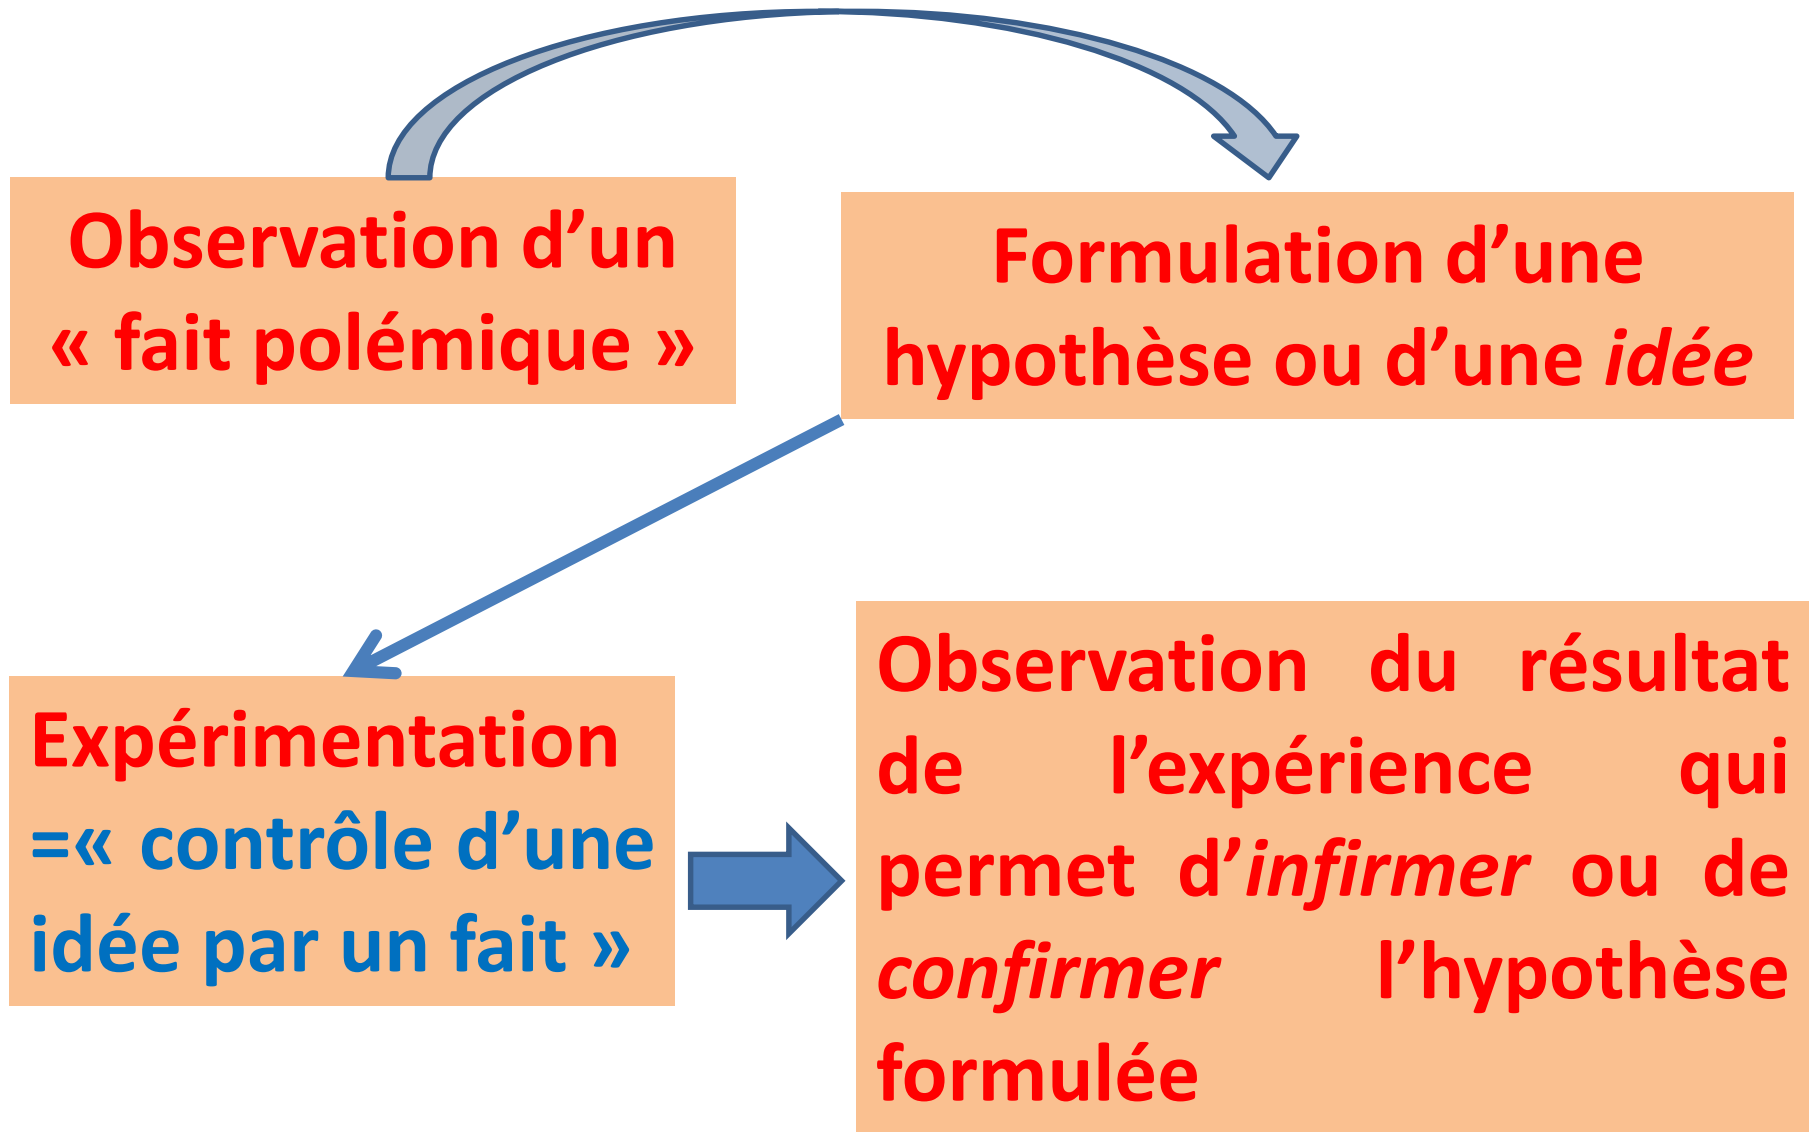 Observation d’un
« fait polémique »
Formulation d’une
hypothèse ou d’une idée
Expérimentation
=« contrôle d’une
idée par un fait »
Observation du résultat
de l’expérience qui
permet d’infirmer ou de
confirmer l’hypothèse
formulée